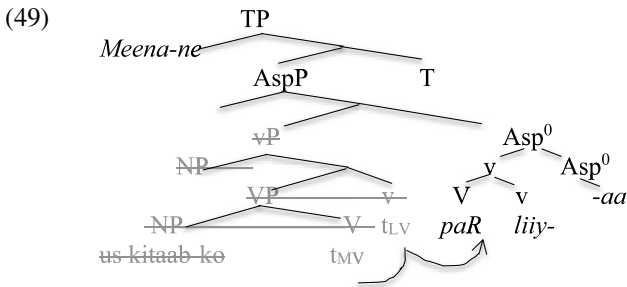 (49) TP
Meena-ne
AspP T
vP Asp⁰
NP v Asp⁰
VP v V v -aa
NP V tLV paR liiy-
us kitaab ko tMV